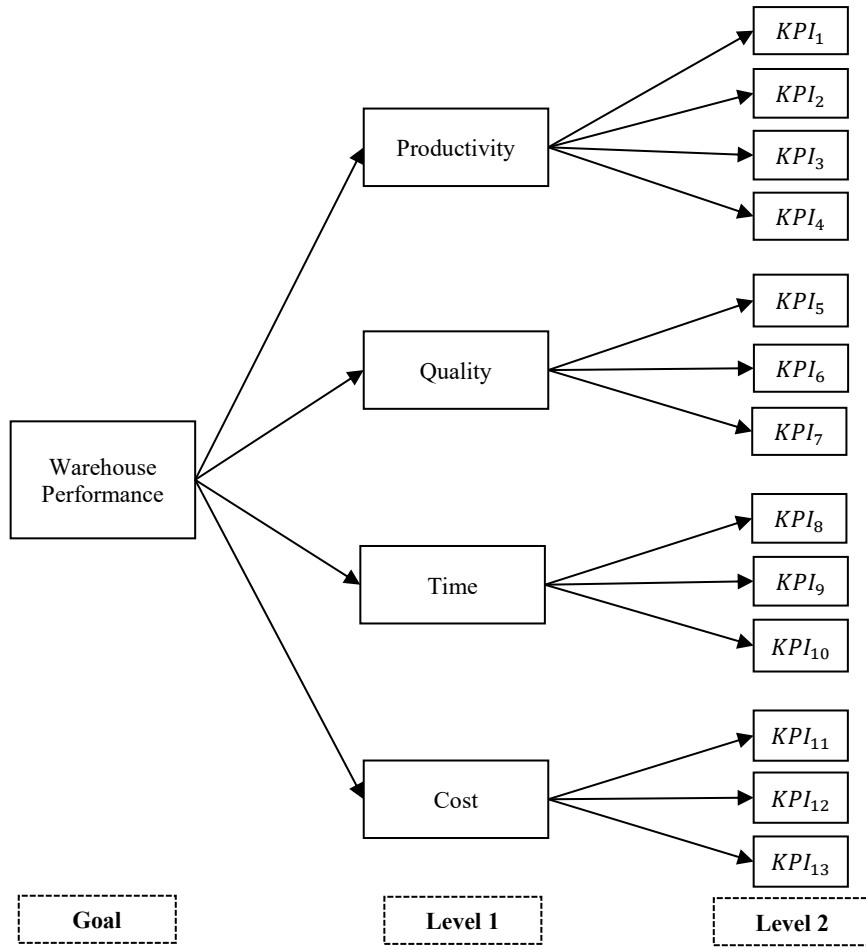 KPI₁
KPI₂
Productivity
KPI₃
KPI₄
KPI₅
Quality
KPI₆
KPI₇
Warehouse
Performance
KPI₈
Time
KPI₉
KPI₁₀
KPI₁₁
Cost
KPI₁₂
KPI₁₃
Goal
Level 1
Level 2